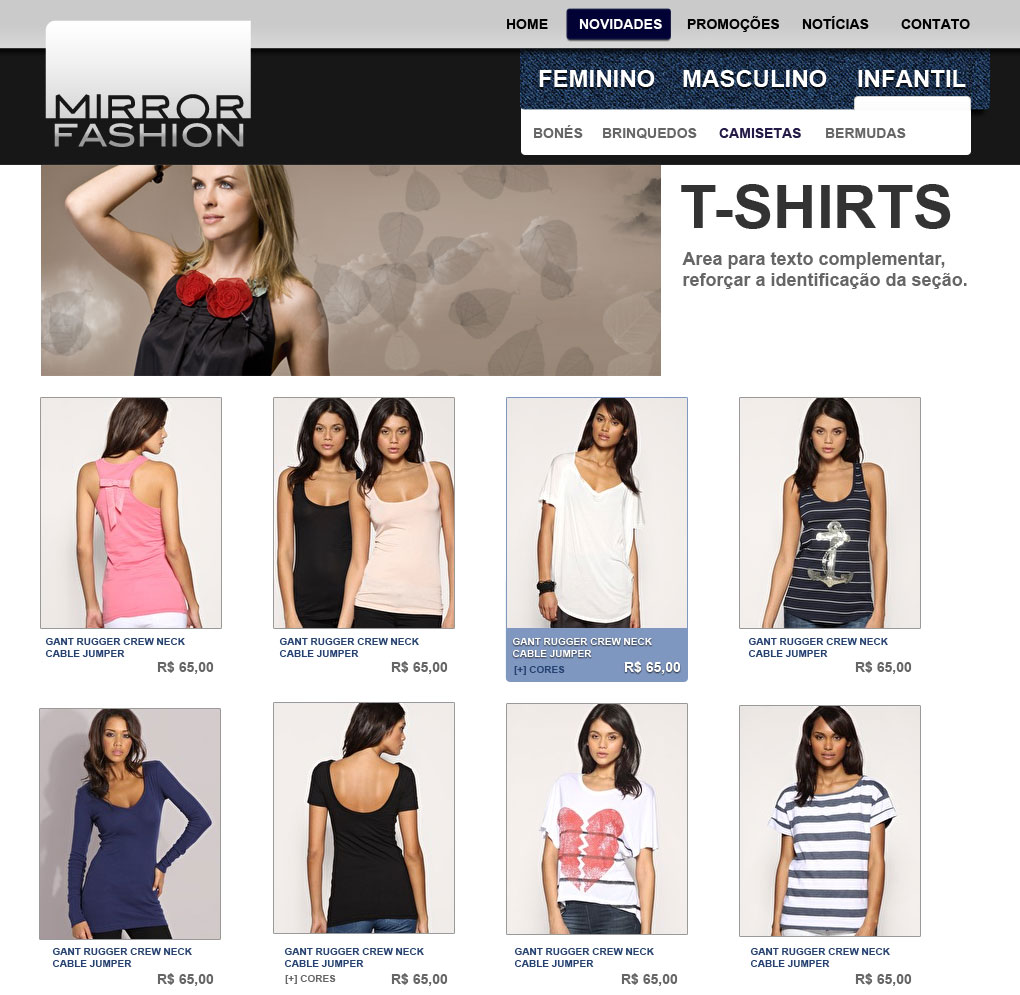 HOME NOVIDADES PROMOÇÕES NOTÍCIAS CONTATO
MIRROR
FASHION
FEMININO MASCULINO INFANTIL
BONÉS BRINQUEDOS CAMISETAS BERMUDAS
T-SHIRTS
Area para texto complementar,
reforçar a identificação da seção.
GANT RUGGER CREW NECK
CABLE JUMPER
R$ 65,00
GANT RUGGER CREW NECK
CABLE JUMPER
R$ 65,00
GANT RUGGER CREW NECK
CABLE JUMPER
[+] CORES R$ 65,00
GANT RUGGER CREW NECK
CABLE JUMPER
R$ 65,00
GANT RUGGER CREW NECK
CABLE JUMPER
R$ 65,00
GANT RUGGER CREW NECK
CABLE JUMPER
[+] CORES R$ 65,00
GANT RUGGER CREW NECK
CABLE JUMPER
R$ 65,00
GANT RUGGER CREW NECK
CABLE JUMPER
R$ 65,00